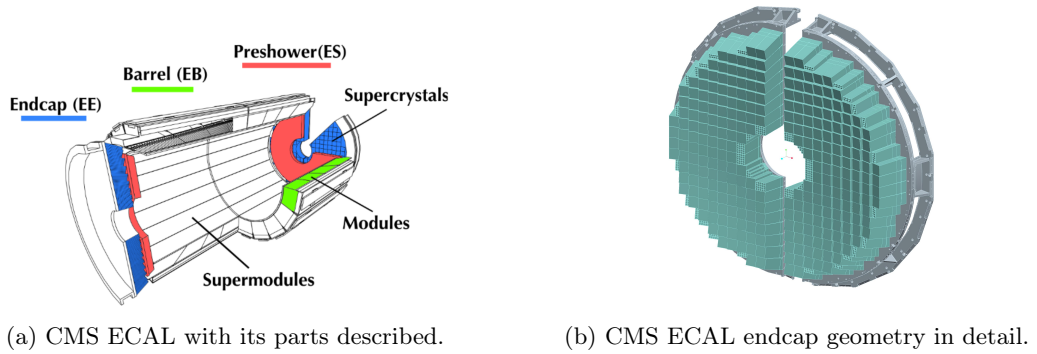 Preshower(ES)
Barrel (EB)
Endcap (EE)
Supercrystals
Modules
Supermodules
(a) CMS ECAL with its parts described.
(b) CMS ECAL endcap geometry in detail.